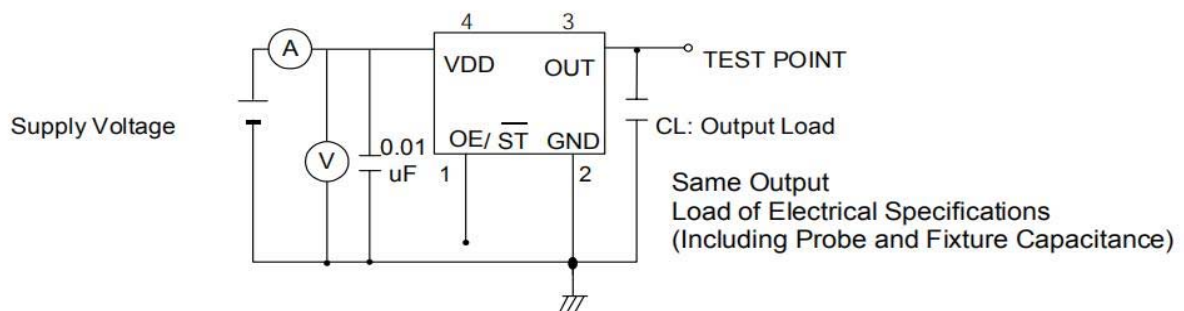 4 3
A
VDD OUT
TEST POINT
Supply Voltage
CL: Output Load
OE/ ST GND
V
0.01
uF
1 2
Same Output
Load of Electrical Specifications
(Including Probe and Fixture Capacitance)